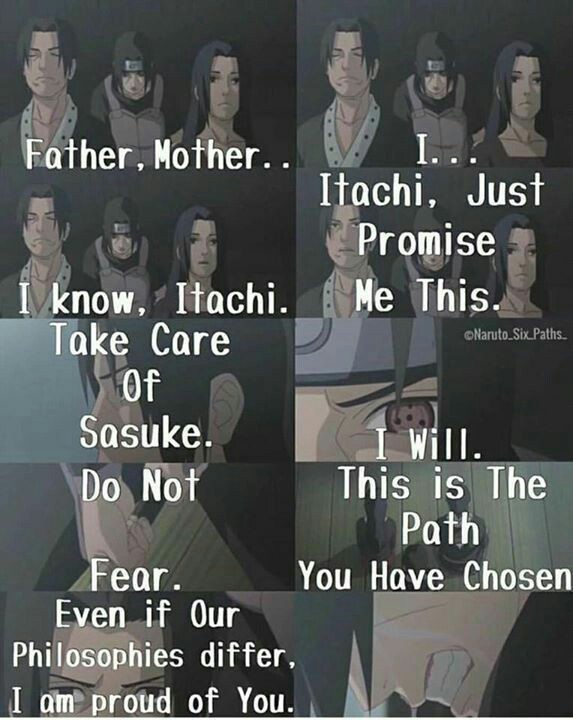 Father, Mother..
I...
I know, Itachi.
Itachi, Just
Promise
Me This.
Take Care
Of
Sasuke.
©Naruto_Six_Paths_
I Will.
Do Not
Fear.
This is The
Path
You Have Chosen
Even if Our
Philosophies differ,
I am proud of You.